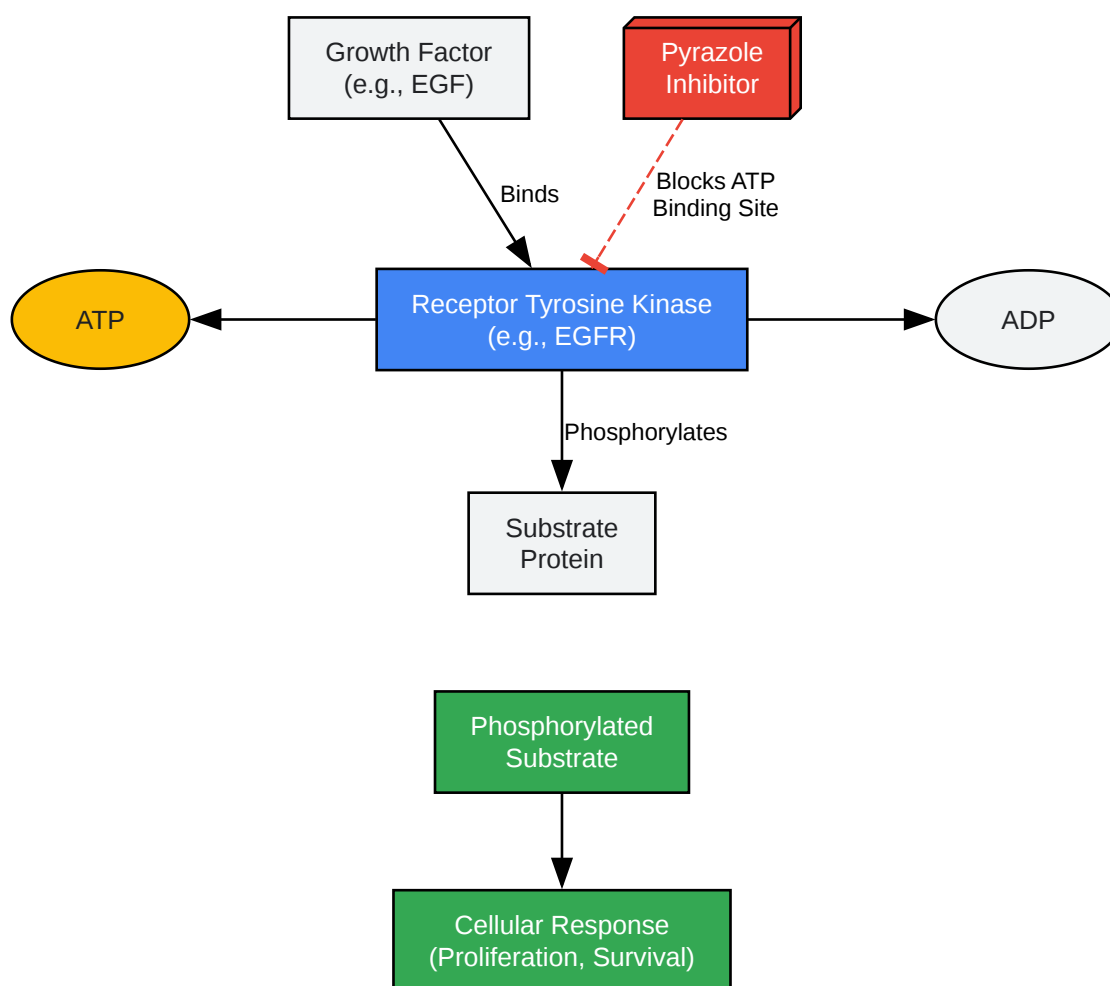 Growth Factor
(e.g., EGF)
Pyrazole
Inhibitor
Binds
Blocks ATP
Binding Site
ATP
Receptor Tyrosine Kinase
(e.g., EGFR)
ADP
Phosphorylates
Substrate
Protein
Phosphorylated
Substrate
Cellular Response
(Proliferation, Survival)